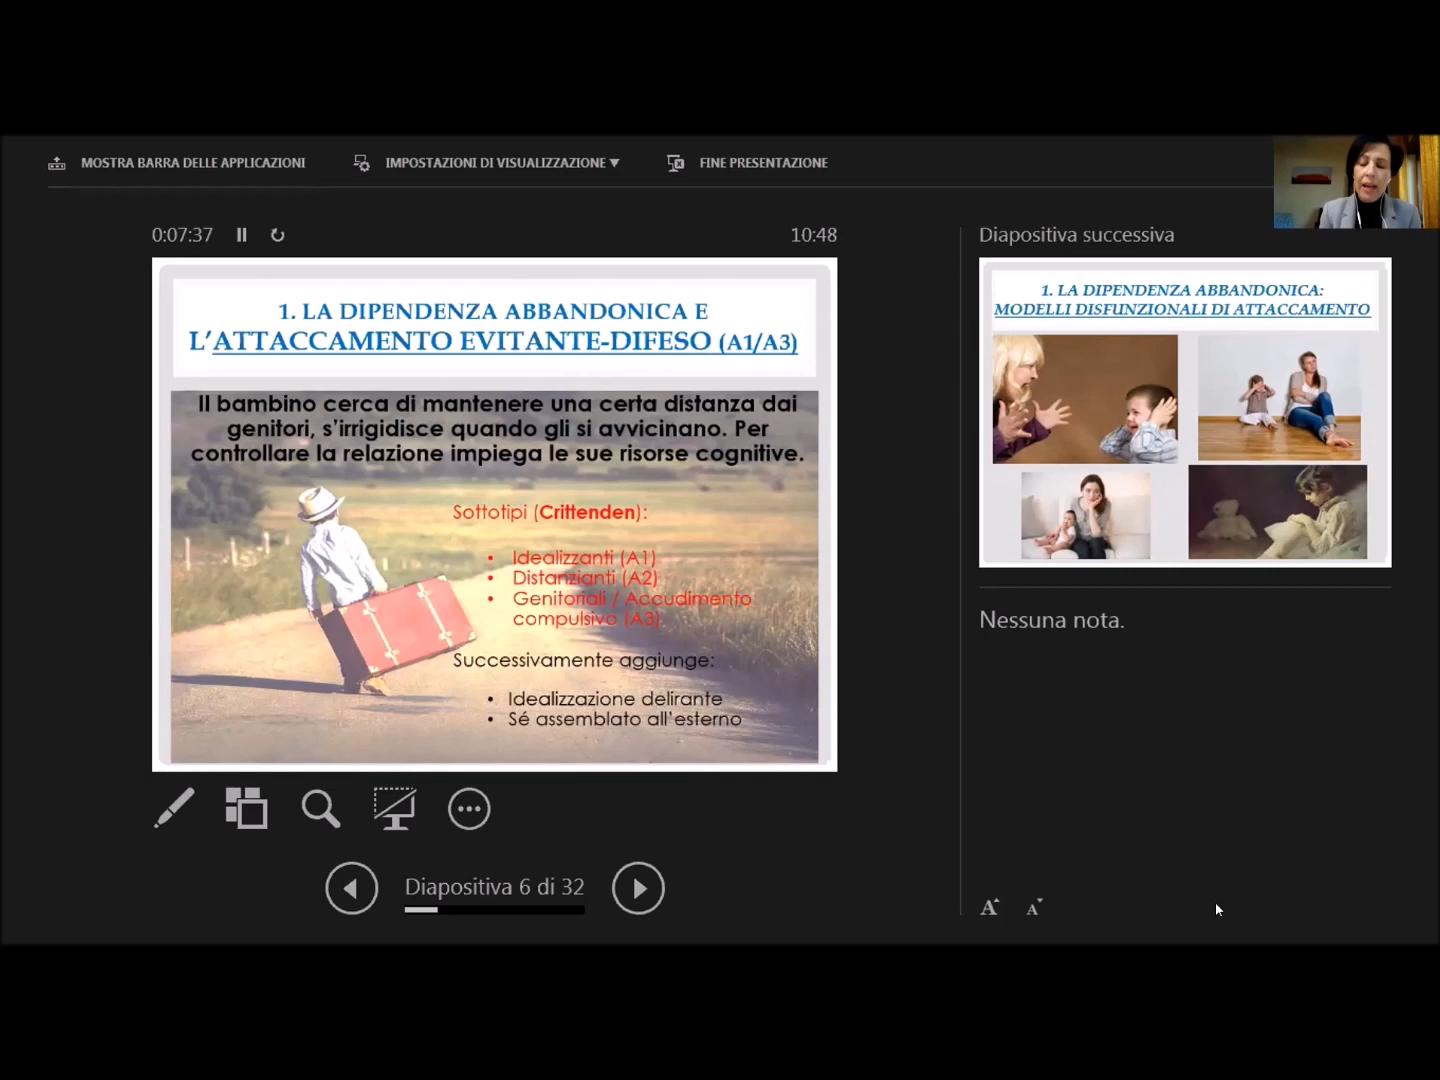 MOSTRA BARRA DELLE APPLICAZIONI
IMPOSTAZIONI DI VISUALIZZAZIONE ▼
FINE PRESENTAZIONE
0:07:37
10:48
1. LA DIPENDENZA ABBANDONICA E
L'ATTACCAMENTO EVITANTE-DIFESO (A1/A3)
Il bambino cerca di mantenere una certa distanza dai
genitori, s'irrigidisce quando gli si avvicinano. Per
controllare la relazione impiega le sue risorse cognitive.
Sottotipi (Crittenden):
• Idealizzanti (A1)
• Distanzianti (A2)
• Genitoriali / Accudimento
compulsivo (A3)
Successivamente aggiunge:
• Idealizzazione delirante
• Sé assemblato all'esterno
Diapositiva 6 di 32
Diapositiva successiva
1. LA DIPENDENZA ABBANDONICA:
MODELLI DISFUNZIONALI DI ATTACCAMENTO
Nessuna nota.
A A